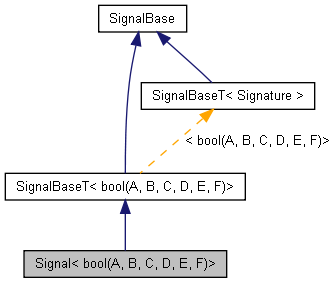 SignalBase
SignalBaseT< Signature >
< bool(A, B, C, D, E, F)>
SignalBaseT< bool(A, B, C, D, E, F)>
Signal< bool(A, B, C, D, E, F)>